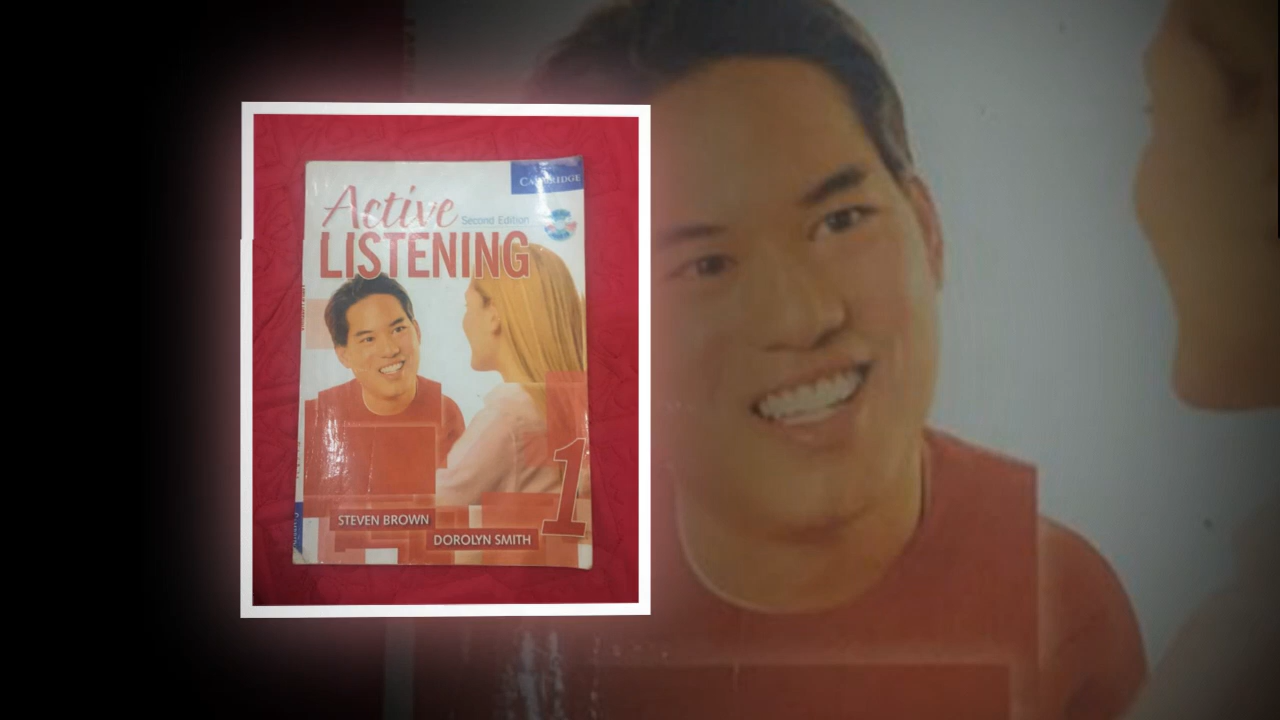 CAMBRIDGE
Active
Second Edition
LISTENING
1
STEVEN BROWN
DOROLYN SMITH